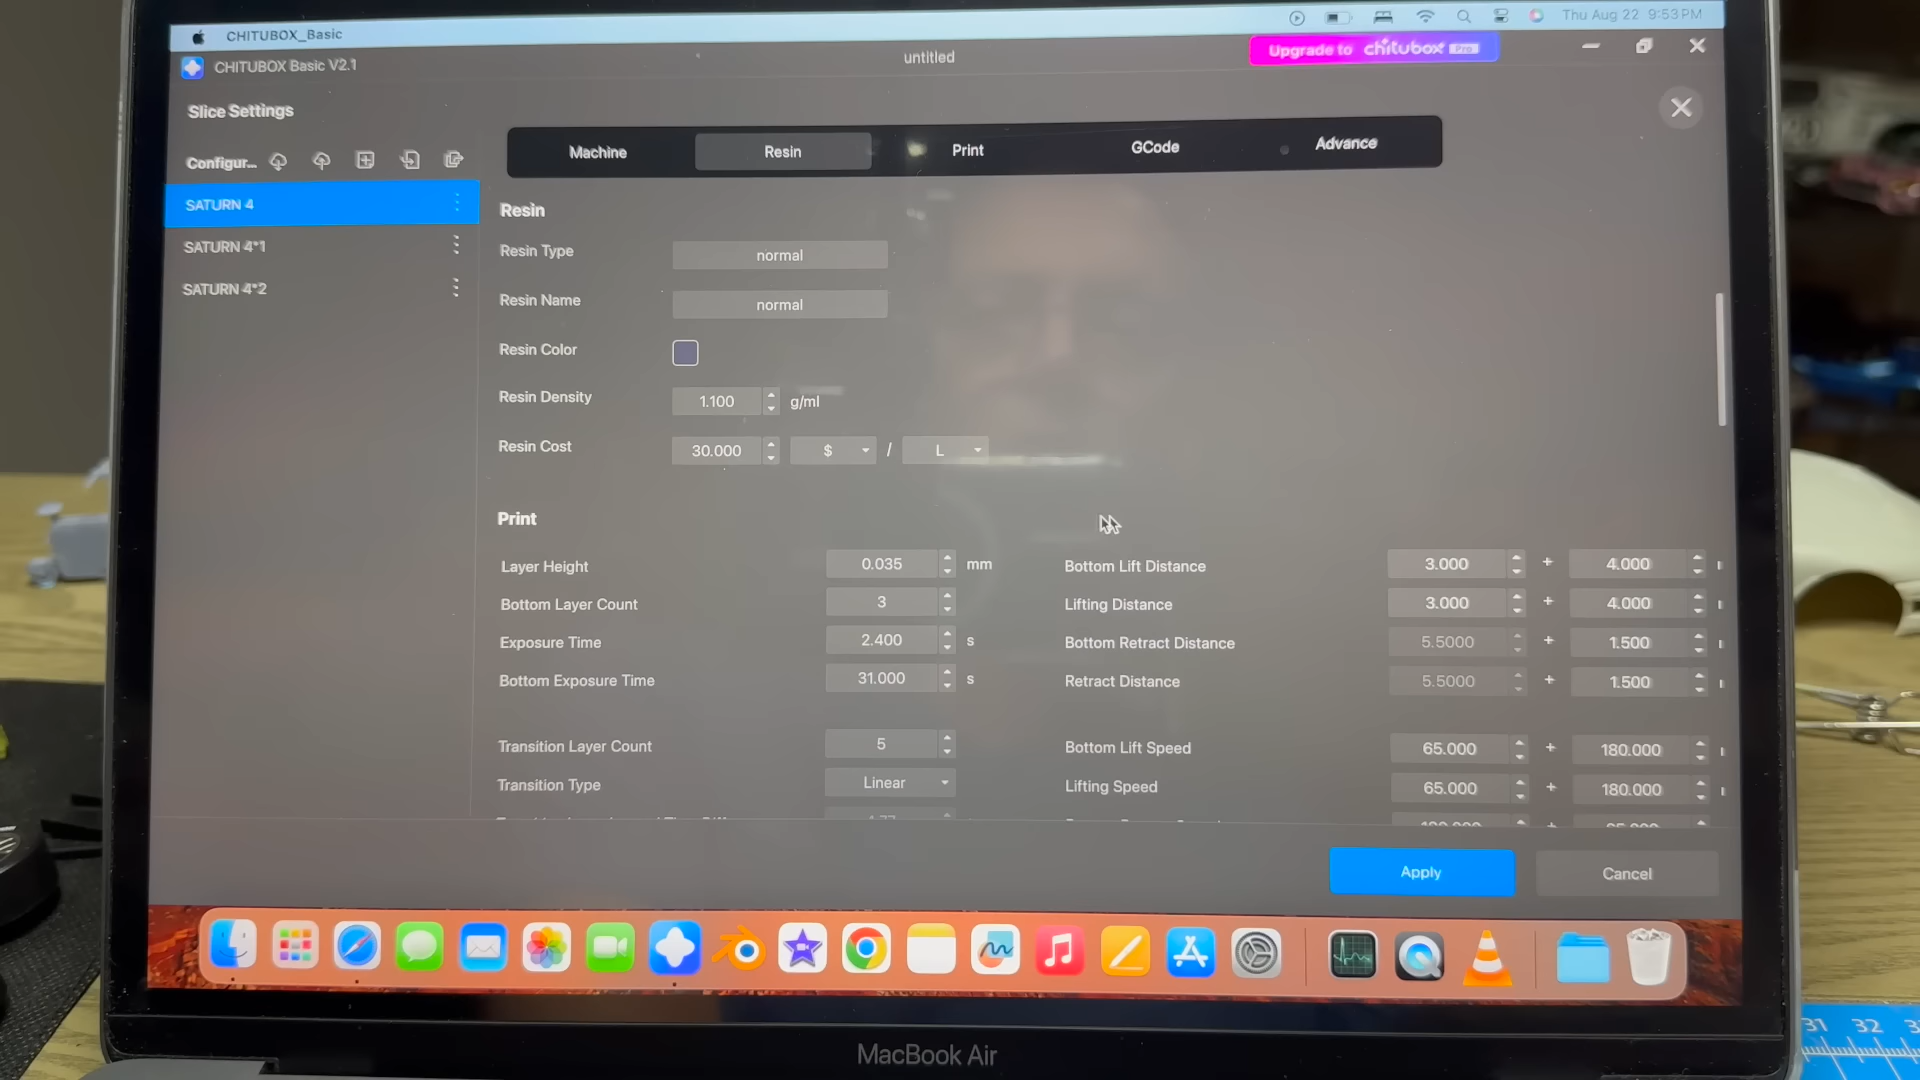 CHITUBOX_Basic
Thu Aug 22 9:53 PM
CHITUBOX Basic V2.1
untitled
Upgrade to chitubox Pro
Slice Settings
Configur...
Machine Resin Print GCode Advance
SATURN 4
SATURN 4*1
SATURN 4*2
Resin
Resin Type normal
Resin Name normal
Resin Color
Resin Density 1.100 g/ml
Resin Cost 30.000 $ / L
Print
Layer Height 0.035 mm Bottom Lift Distance 3.000 + 4.000
Bottom Layer Count 3 Lifting Distance 3.000 + 4.000
Exposure Time 2.400 s Bottom Retract Distance 5.5000 + 1.500
Bottom Exposure Time 31.000 s Retract Distance 5.5000 + 1.500
Transition Layer Count 5 Bottom Lift Speed 65.000 + 180.000
Transition Type Linear Lifting Speed 65.000 + 180.000
Apply Cancel
MacBook Air
31 32